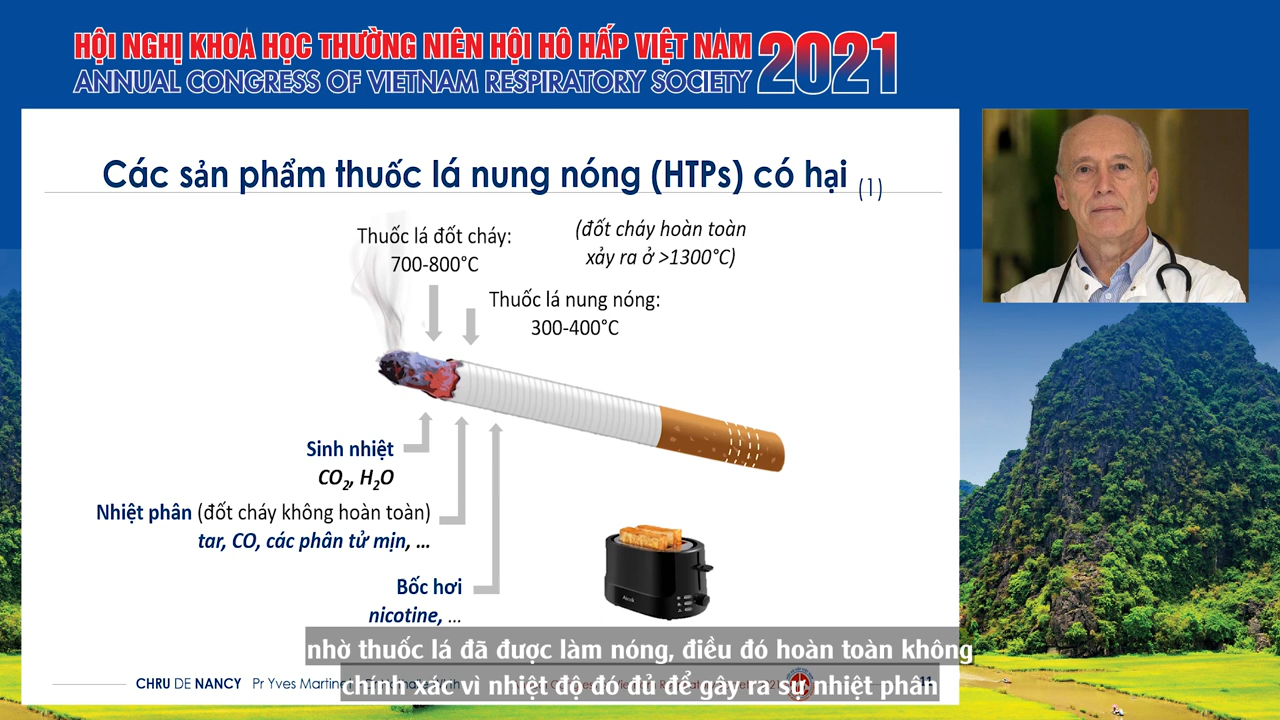 HỘI NGHỊ KHOA HỌC THƯỜNG NIÊN HỘI HÔ HẤP VIỆT NAM 2021
ANNUAL CONGRESS OF VIETNAM RESPIRATORY SOCIETY
Các sản phẩm thuốc lá nung nóng (HTPs) có hại (1)
Thuốc lá đốt cháy:
700-800°C
(đốt cháy hoàn toàn
xảy ra ở >1300°C)
Thuốc lá nung nóng:
300-400°C
Sinh nhiệt
CO2, H2O
Nhiệt phân (đốt cháy không hoàn toàn)
tar, CO, các phân tử mịn, ...
Bốc hơi
nicotine, ...
nhờ thuốc lá đã được làm nóng, điều đó hoàn toàn không
chính xác vì nhiệt độ đó đủ để gây ra sự nhiệt phân
CHRU DE NANCY Pr Yves Martinet